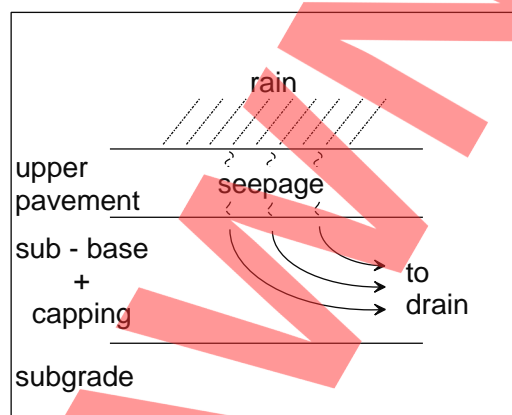 rain
upper
pavement
seepage
sub - base
+
capping
to
drain
subgrade